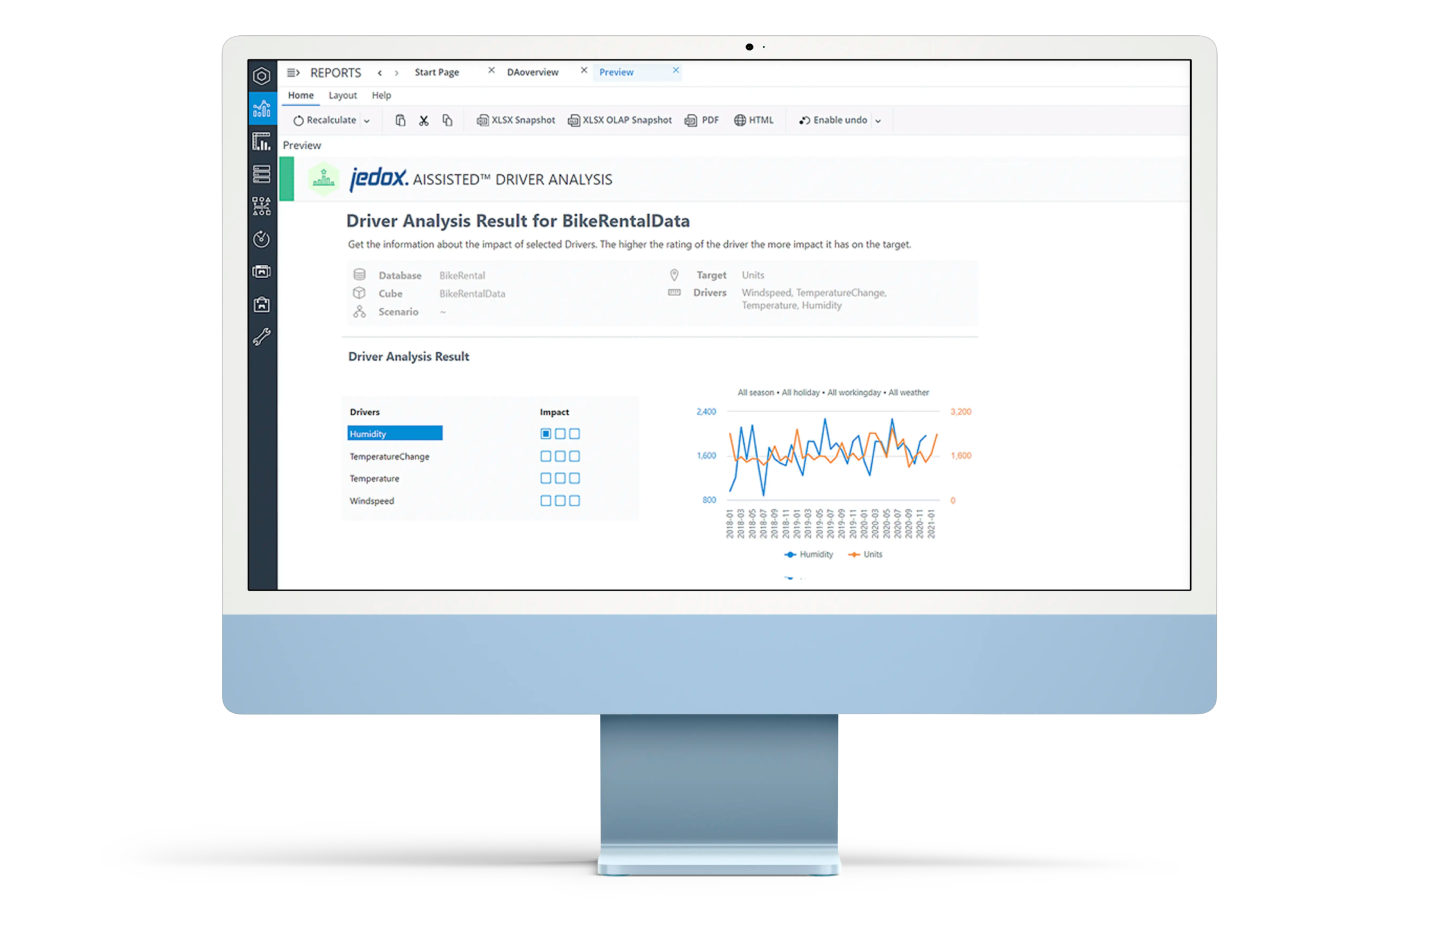 REPORTS ‹ › Start Page × DAoverview × Preview ×
Home Layout Help
Recalculate XLSX Snapshot XLSX OLAP Snapshot PDF HTML Enable undo
Preview
jedox. AISSISTED™ DRIVER ANALYSIS
Driver Analysis Result for BikeRentalData
Get the information about the impact of selected Drivers. The higher the rating of the driver the more impact it has on the target.
Database BikeRental
Cube BikeRentalData
Scenario ~
Target Units
Drivers Windspeed, TemperatureChange,
Temperature, Humidity
Driver Analysis Result
Drivers Impact
Humidity
TemperatureChange
Temperature
Windspeed
All season • All holiday • All workingday • All weather
2,400 3,200
1,600 1,600
800 0
2018-01 2018-03 2018-05 2018-07 2018-09 2018-11 2019-01 2019-03 2019-05 2019-07 2019-09 2019-11 2020-01 2020-03 2020-05 2020-07 2020-09 2020-11 2021-01
Humidity Units